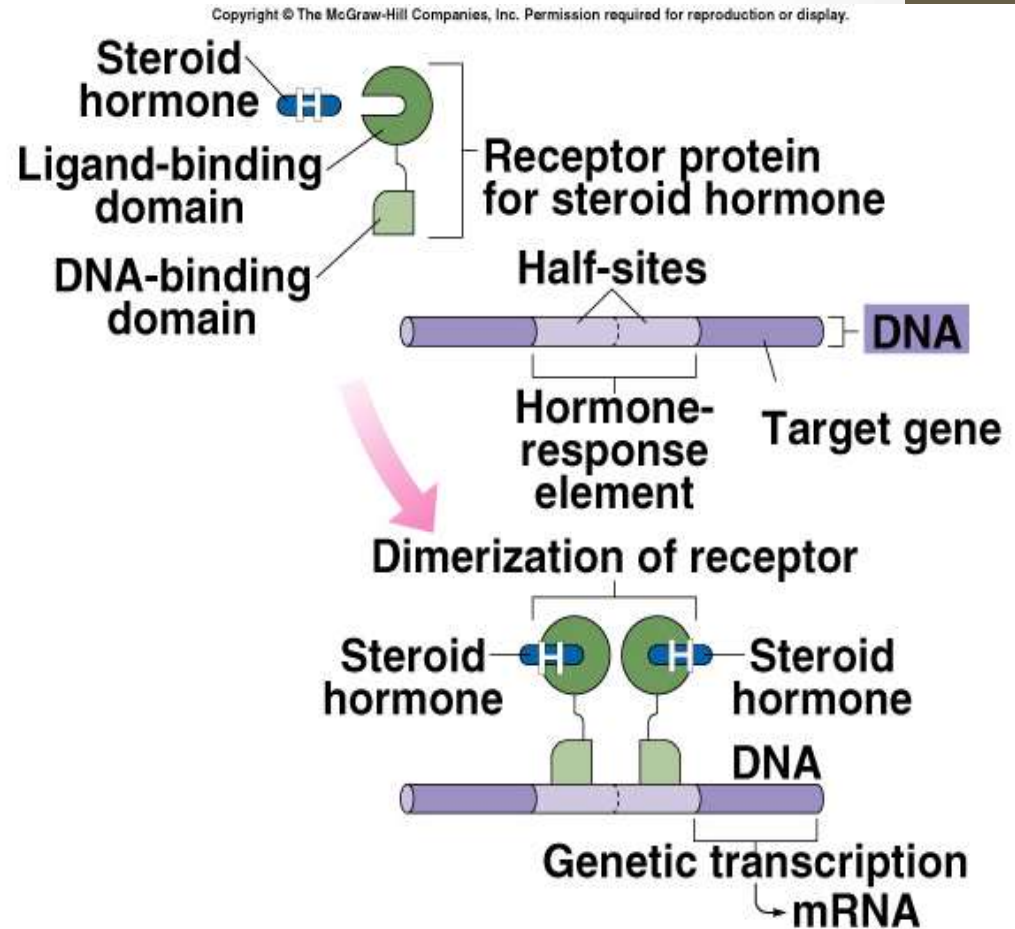 Copyright © The McGraw-Hill Companies, Inc. Permission required for reproduction or display.
Steroid
hormone
H
Ligand-binding
domain
Receptor protein
for steroid hormone
DNA-binding
domain
Half-sites
DNA
Hormone-
response
element
Target gene
Dimerization of receptor
Steroid
hormone
H
H
Steroid
hormone
DNA
Genetic transcription
mRNA